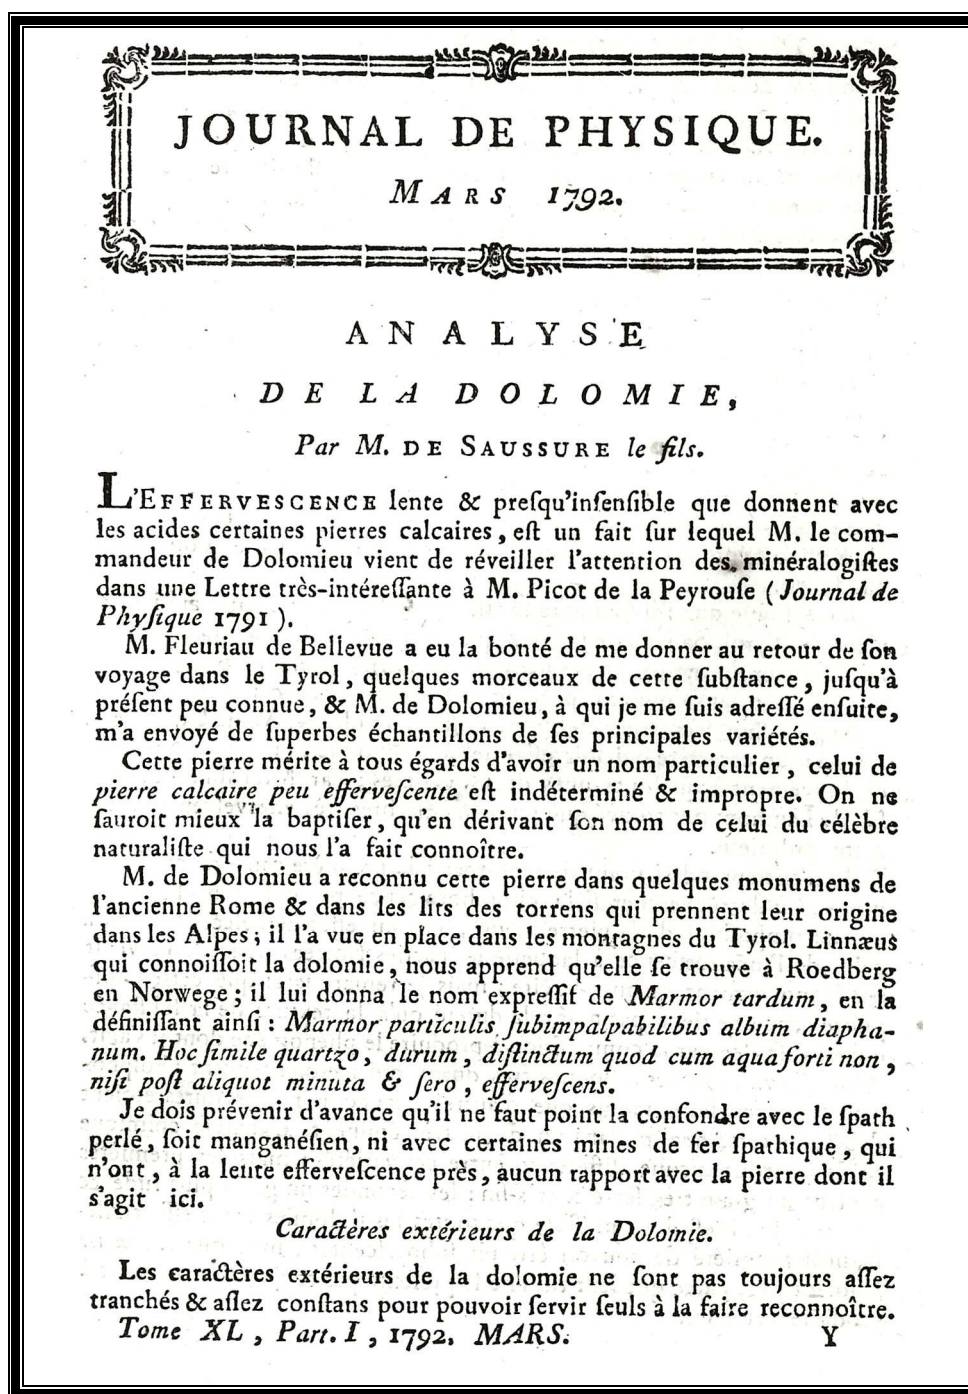 JOURNAL DE PHYSIQUE.
MARS 1792.
ANALYSE
DE LA DOLOMIE,
Par M. DE SAUSSURE le fils.
L'EFFERVESCENCE lente & preſqu'inſenſible que donnent avec
les acides certaines pierres calcaires, eſt un fait ſur lequel M. le com-
mandeur de Dolomieu vient de réveiller l'attention des minéralogiſtes
dans une Lettre très-intéreſſante à M. Picot de la Peyrouſe (Journal de
Phyſique 1791).
M. Fleuriau de Bellevue a eu la bonté de me donner au retour de ſon
voyage dans le Tyrol, quelques morceaux de cette ſubſtance, juſqu'à
préſent peu connue, & M. de Dolomieu, à qui je me ſuis adreſſé enſuite,
m'a envoyé de ſuperbes échantillons de ſes principales variétés.
Cette pierre mérite à tous égards d'avoir un nom particulier, celui de
pierre calcaire peu efferveſcente eſt indéterminé & impropre. On ne
ſauroit mieux la baptiſer, qu'en dérivant ſon nom de celui du célèbre
naturaliſte qui nous l'a fait connoître.
M. de Dolomieu a reconnu cette pierre dans quelques monumens de
l'ancienne Rome & dans les lits des torrens qui prennent leur origine
dans les Alpes; il l'a vue en place dans les montagnes du Tyrol. Linnæus
qui connoiſſoit la dolomie, nous apprend qu'elle ſe trouve à Roedberg
en Norwege; il lui donna le nom expreſſif de Marmor tardum, en la
définiſſant ainſi : Marmor particulis ſubimpalpabilibus album diapha-
num. Hoc ſimile quartzo, durum, diſtinctum quod cum aqua forti non,
niſi poſt aliquot minuta & ſero, efferveſcens.
Je dois prévenir d'avance qu'il ne faut point la confondre avec le ſpath
perlé, ſoit manganéſien, ni avec certaines mines de fer ſpathique, qui
n'ont, à la lente efferveſcence près, aucun rapport avec la pierre dont il
s'agit ici.
Caractères extérieurs de la Dolomie.
Les caractères extérieurs de la dolomie ne ſont pas toujours aſſez
tranchés & aſſez conſtans pour pouvoir ſervir ſeuls à la faire reconnoître.
Tome XL, Part. I, 1792. MARS. Y